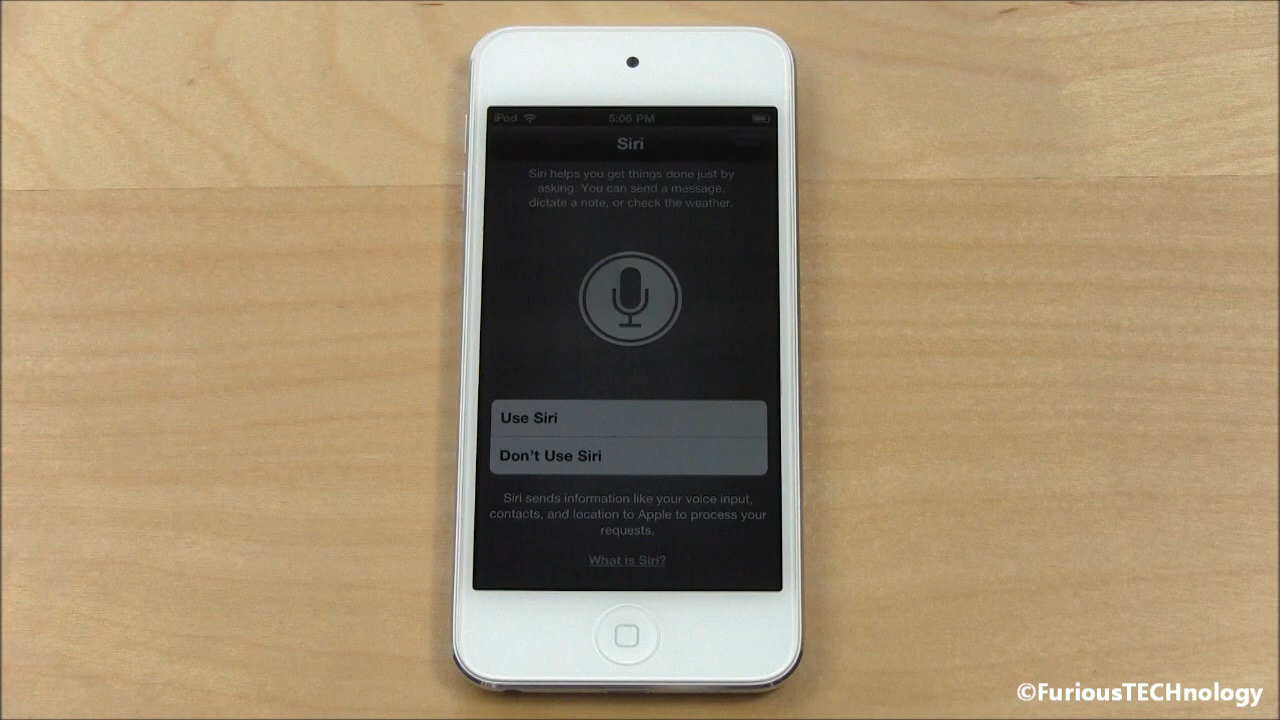 iPod 5:06 PM
Siri
Siri helps you get things done just by
asking. You can send a message,
dictate a note, or check the weather.
Use Siri
Don't Use Siri
Siri sends information like your voice input,
contacts, and location to Apple to process your
requests.
What is Siri?
©FuriousTECHnology